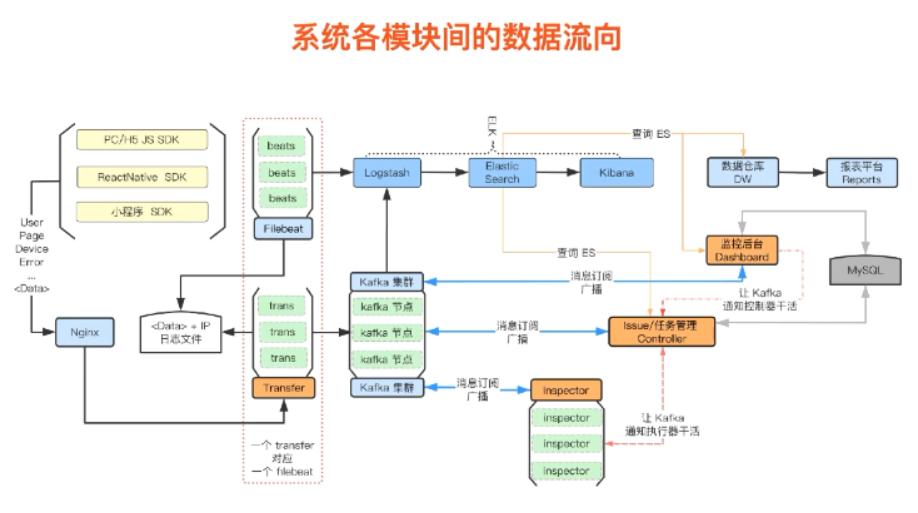 系统各模块间的数据流向
PC/H5 JS SDK
ReactNative SDK
小程序 SDK
User
Page
Device
Error
...
<Data>
Nginx
<Data> + IP
日志文件
beats
beats
beats
Filebeat
trans
trans
trans
Transfer
一个 transfer
对应
一个 filebeat
ELK
Logstash
Elastic
Search
Kibana
查询 ES
数据仓库
DW
报表平台
Reports
查询 ES
监控后台
Dashboard
MySQL
Kafka 集群
kafka 节点
kafka 节点
kafka 节点
Kafka 集群
消息订阅
广播
消息订阅
广播
消息订阅
广播
让 Kafka
通知控制器干活
Issue/任务管理
Controller
Inspector
inspector
inspector
inspector
让 Kafka
通知执行器干活